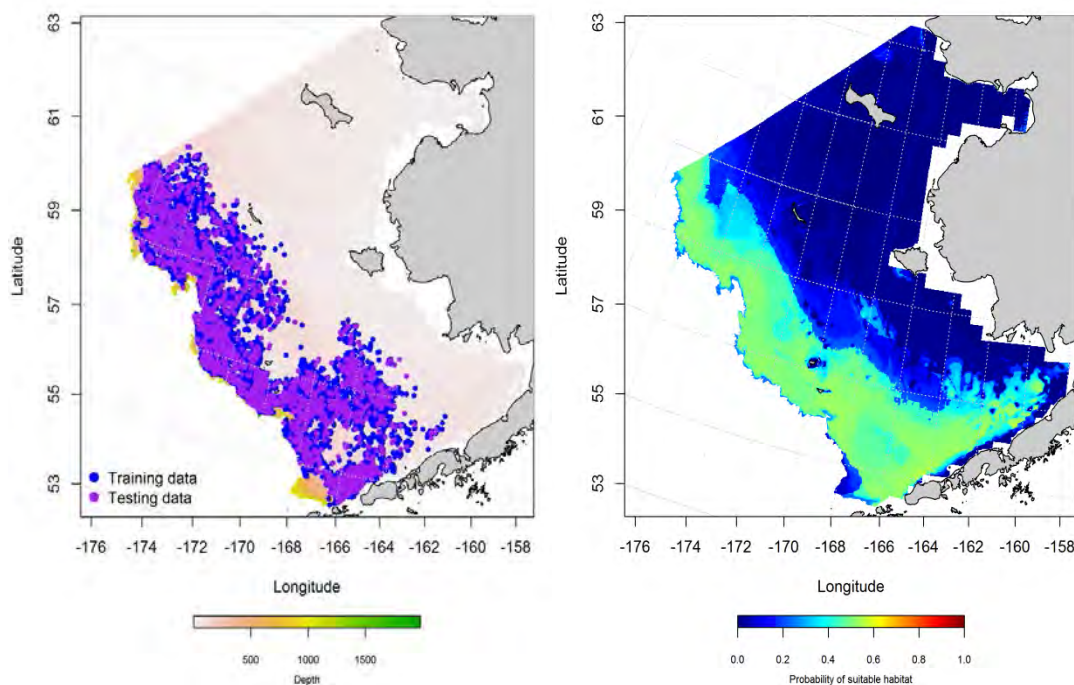 63
61
59
57
55
53
Latitude
Training data
Testing data
-176 -174 -172 -170 -168 -166 -164 -162 -160 -158
Longitude
500 1000 1500
Depth
63
61
59
57
55
53
Latitude
-176 -174 -172 -170 -168 -166 -164 -162 -160 -158
Longitude
0.0 0.2 0.4 0.6 0.8 1.0
Probability of suitable habitat